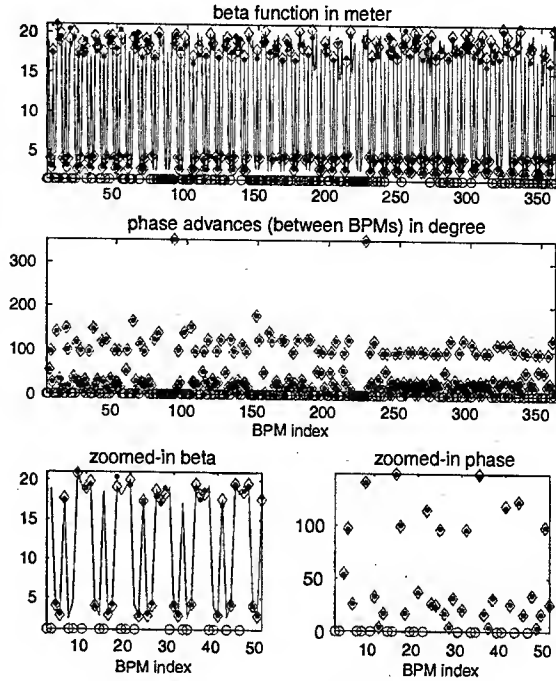 beta function in meter
20
15
10
5
50 100 150 200 250 300 350
phase advances (between BPMs) in degree
300
200
100
0
50 100 150 200 250 300 350
BPM index
zoomed-in beta
20
15
10
5
10 20 30 40 50
BPM index
zoomed-in phase
100
50
0
10 20 30 40 50
BPM index